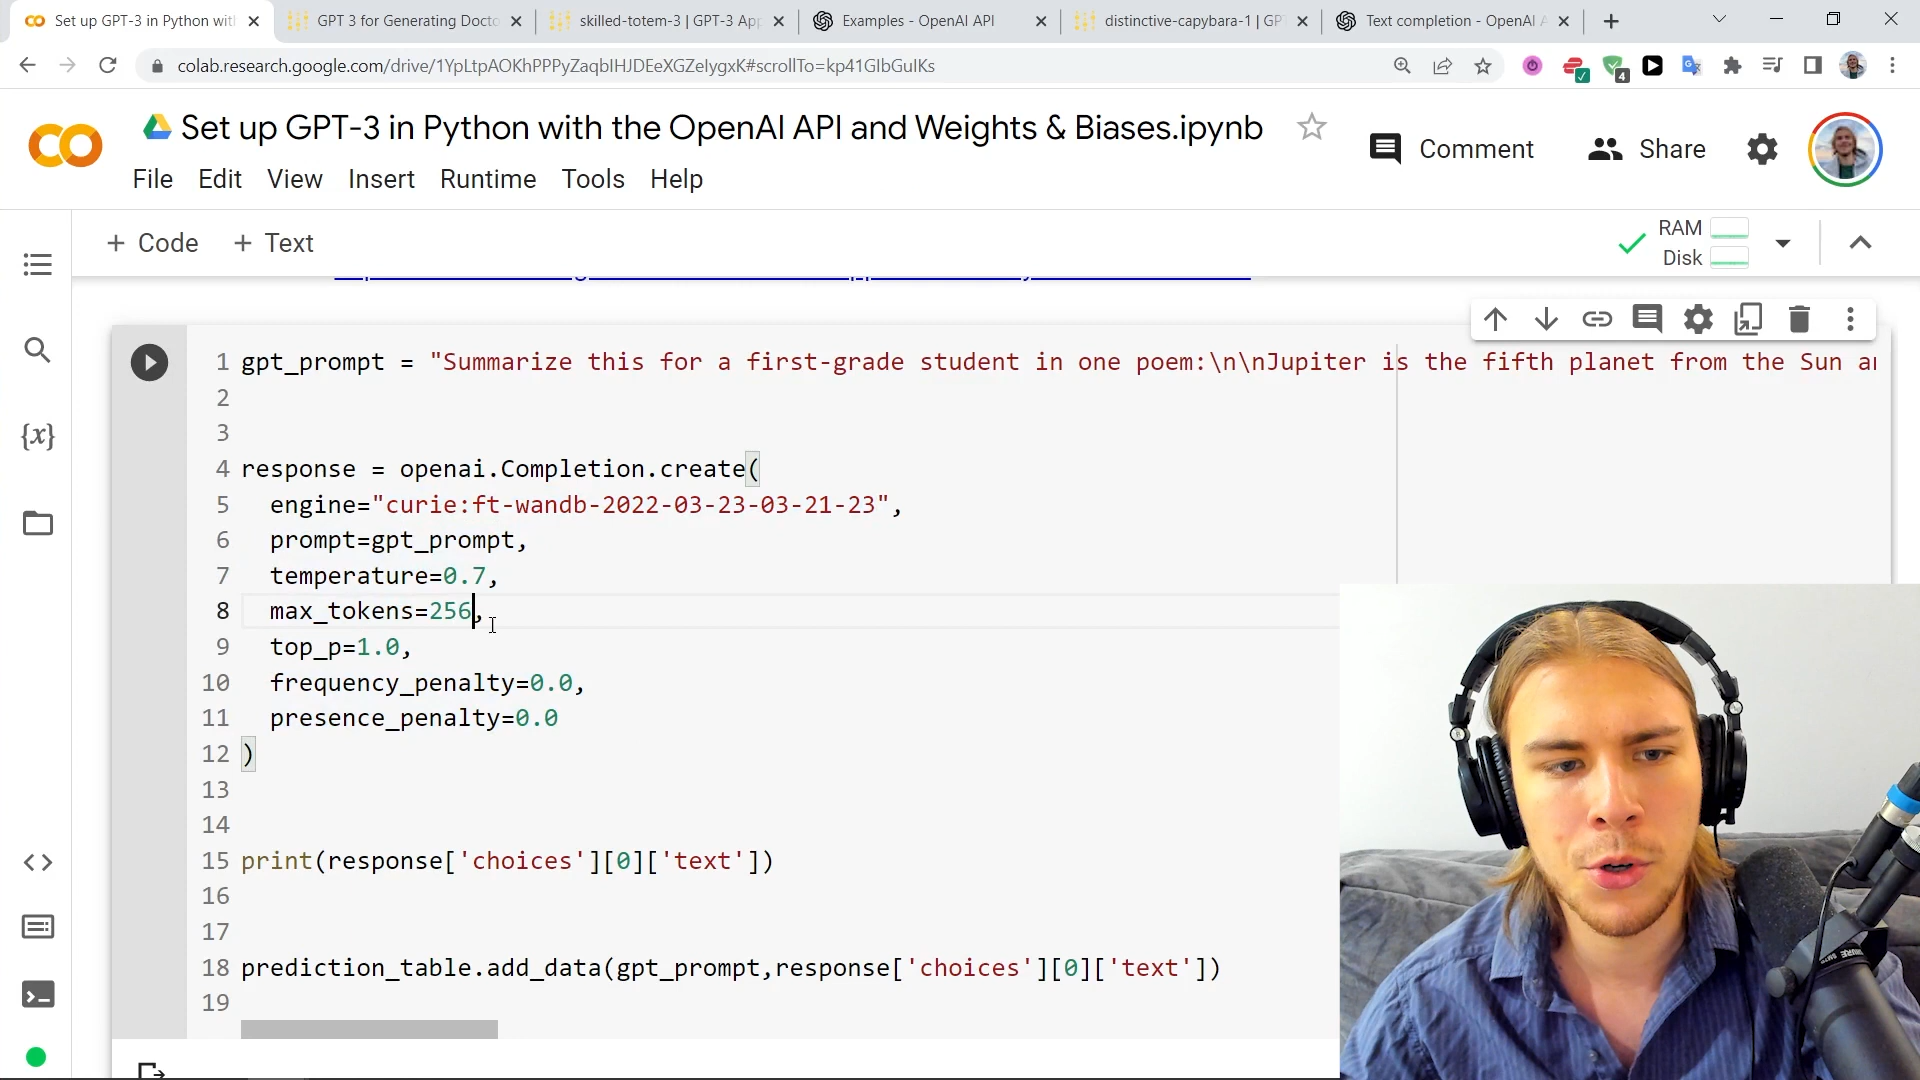 Set up GPT-3 in Python wit
GPT 3 for Generating Docto
skilled-totem-3 | GPT-3 App
Examples - OpenAI API
distinctive-capybara-1 | GP
Text completion - OpenAI A
colab.research.google.com/drive/1YpLtpAOKhPPPyZaqbIHJDEeXGZeIygxK#scrollTo=kp41GIbGuIKs
4
Set up GPT-3 in Python with the OpenAI API and Weights & Biases.ipynb
Comment
Share
File Edit View Insert Runtime Tools Help
+ Code + Text
RAM
Disk
{x}
1 gpt_prompt = "Summarize this for a first-grade student in one poem:\n\nJupiter is the fifth planet from the Sun a
2
3
4 response = openai.Completion.create(
5 engine="curie:ft-wandb-2022-03-23-03-21-23",
6 prompt=gpt_prompt,
7 temperature=0.7,
8 max_tokens=256,
9 top_p=1.0,
10 frequency_penalty=0.0,
11 presence_penalty=0.0
12 )
13
14
15 print(response['choices'][0]['text'])
16
17
18 prediction_table.add_data(gpt_prompt,response['choices'][0]['text'])
19